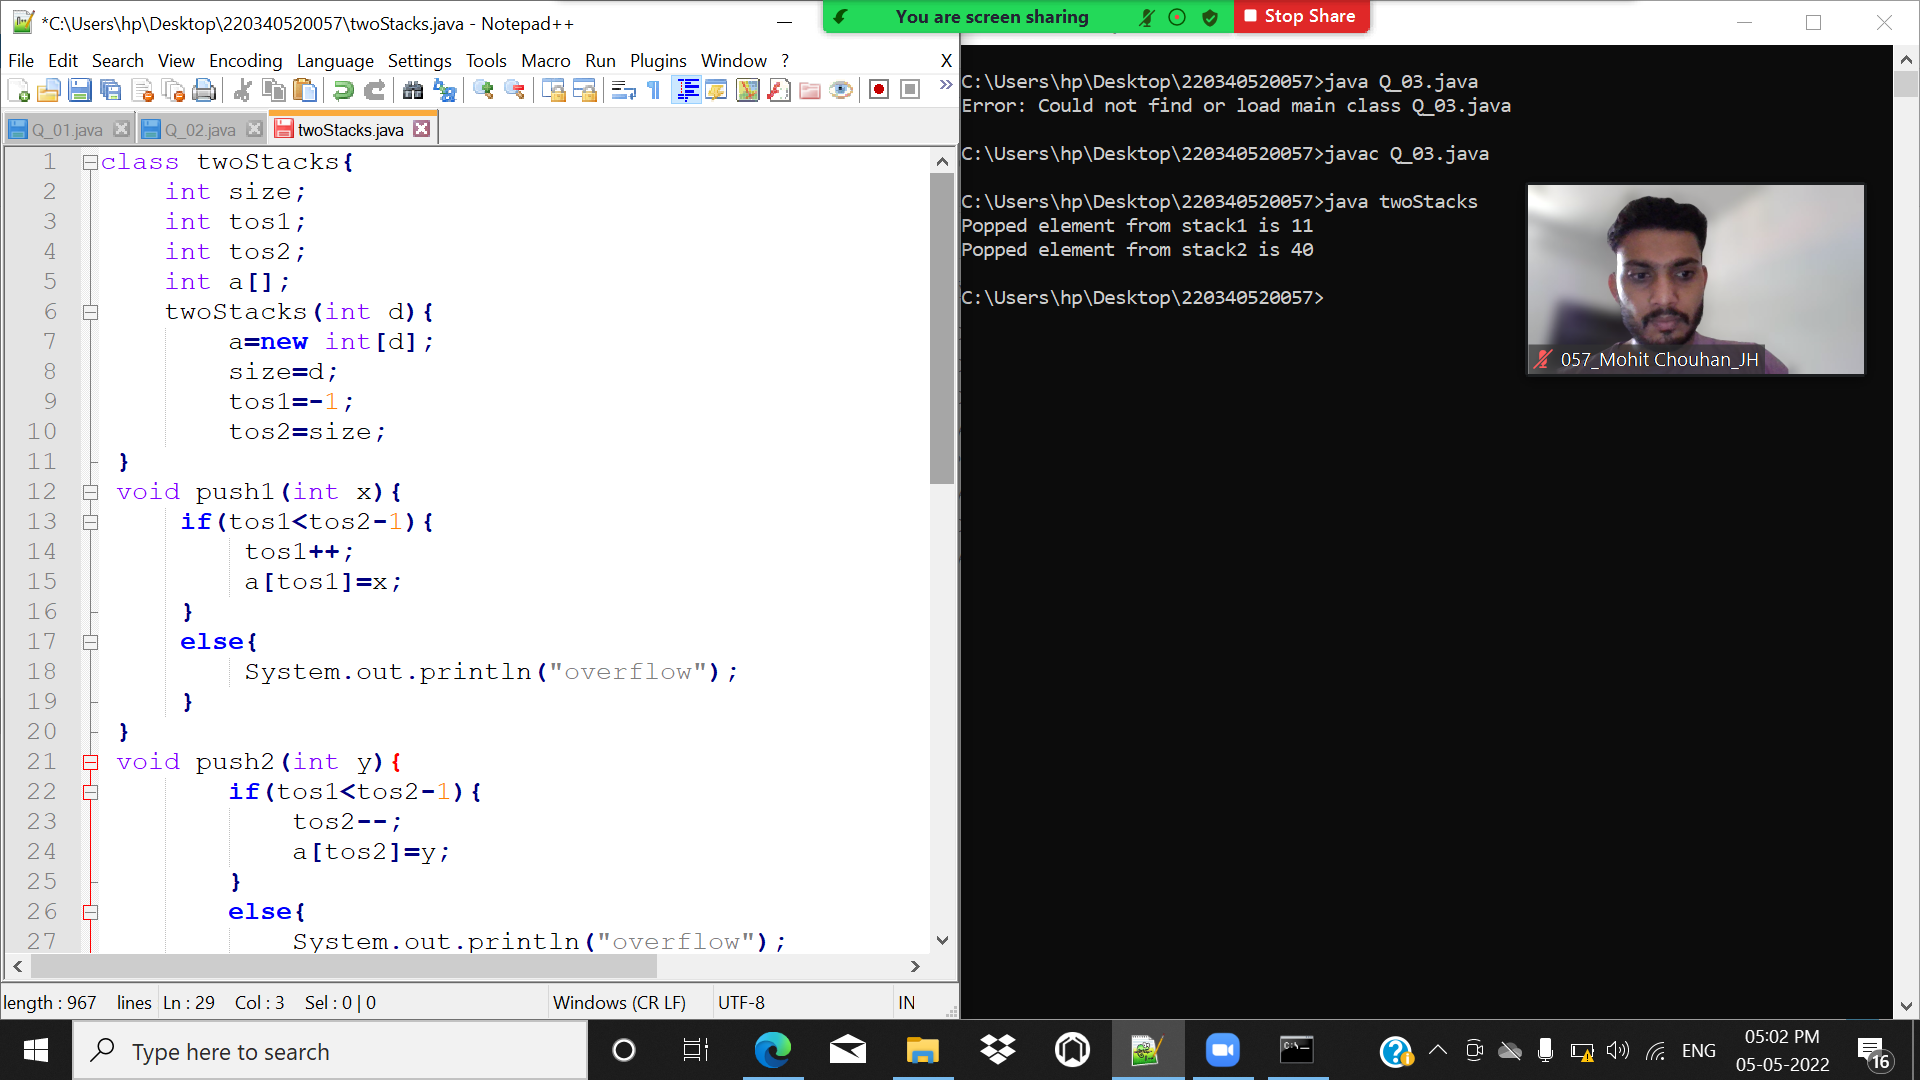 *C:\Users\hp\Desktop\220340520057\twoStacks.java - Notepad++
You are screen sharing
Stop Share
File Edit Search View Encoding Language Settings Tools Macro Run Plugins Window ? X
Q_01.java Q_02.java twoStacks.java
1 class twoStacks{
2 int size;
3 int tos1;
4 int tos2;
5 int a[];
6 twoStacks(int d){
7 a=new int[d];
8 size=d;
9 tos1=-1;
10 tos2=size;
11 }
12 void push1(int x){
13 if(tos1<tos2-1){
14 tos1++;
15 a[tos1]=x;
16 }
17 else{
18 System.out.println("overflow");
19 }
20 }
21 void push2(int y){
22 if(tos1<tos2-1){
23 tos2--;
24 a[tos2]=y;
25 }
26 else{
27 System.out.println("overflow");
length : 967 lines Ln : 29 Col : 3 Sel : 0 | 0 Windows (CR LF) UTF-8 IN
C:\Users\hp\Desktop\220340520057>java Q_03.java
Error: Could not find or load main class Q_03.java
C:\Users\hp\Desktop\220340520057>javac Q_03.java
C:\Users\hp\Desktop\220340520057>java twoStacks
Popped element from stack1 is 11
Popped element from stack2 is 40
C:\Users\hp\Desktop\220340520057>
057_Mohit Chouhan_JH
Type here to search
ENG
05:02 PM
05-05-2022
16